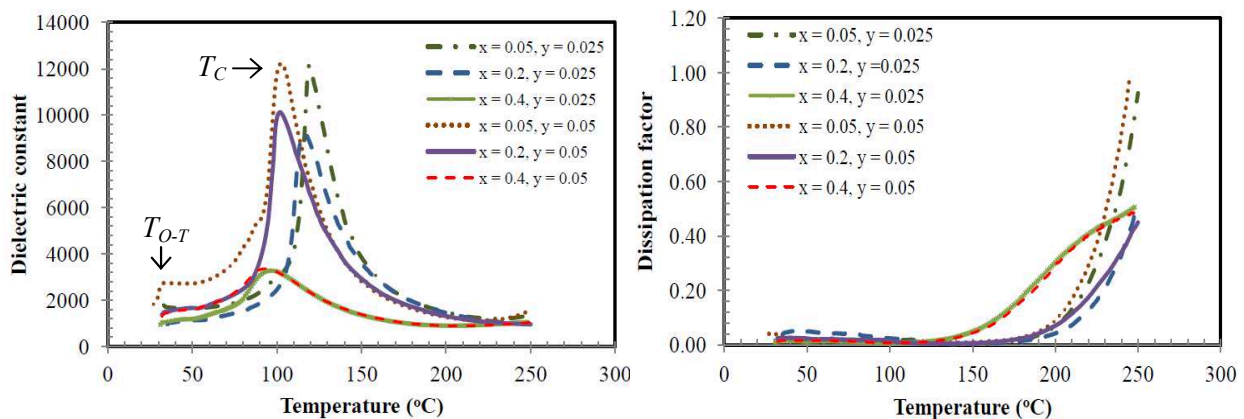 Dielectric constant
14000
12000
10000
8000
6000
4000
2000
0
0
50
100
150
200
250
300
Temperature (°C)
T_C
T_{O-T}
x = 0.05, y = 0.025
x = 0.2, y = 0.025
x = 0.4, y = 0.025
x = 0.05, y = 0.05
x = 0.2, y = 0.05
x = 0.4, y = 0.05
Dissipation factor
1.20
1.00
0.80
0.60
0.40
0.20
0.00
0
50
100
150
200
250
300
Temperature (°C)
x = 0.05, y = 0.025
x = 0.2, y =0.025
x = 0.4, y = 0.025
x = 0.05, y = 0.05
x = 0.2, y = 0.05
x = 0.4, y = 0.05